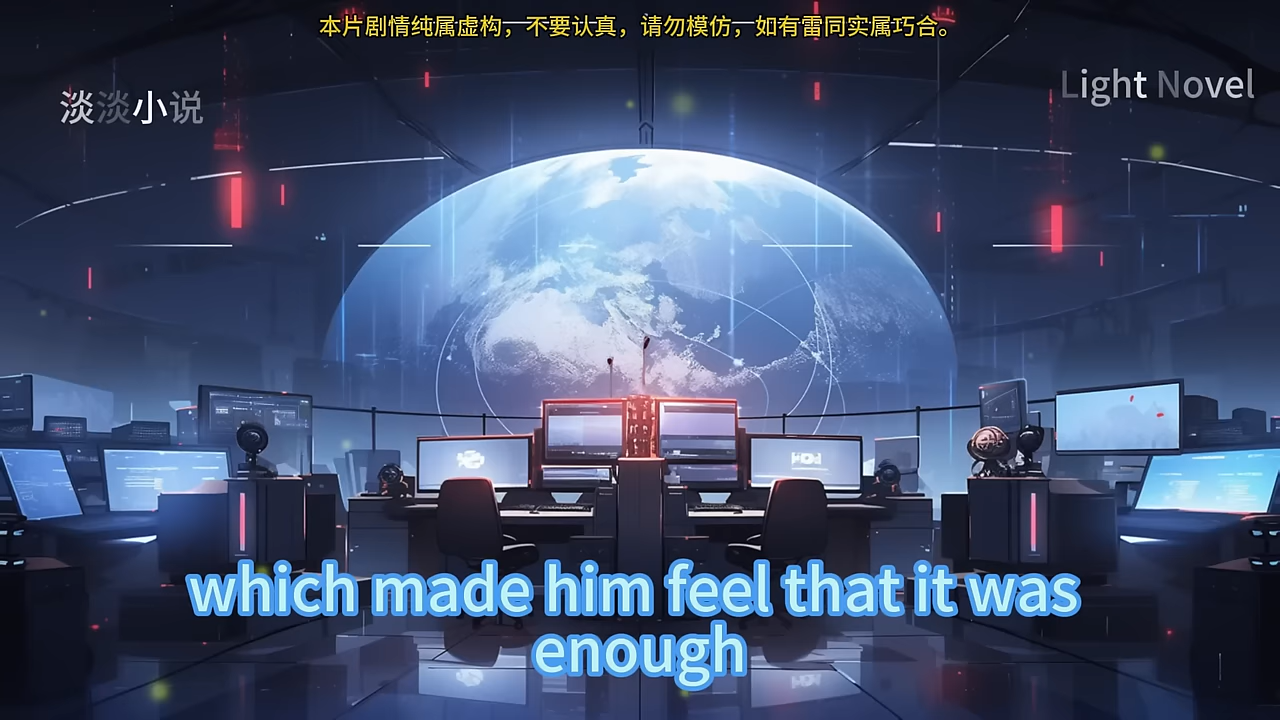 本片剧情纯属虚构，不要认真，请勿模仿，如有雷同实属巧合。
淡淡小说
Light Novel
which made him feel that it was
enough